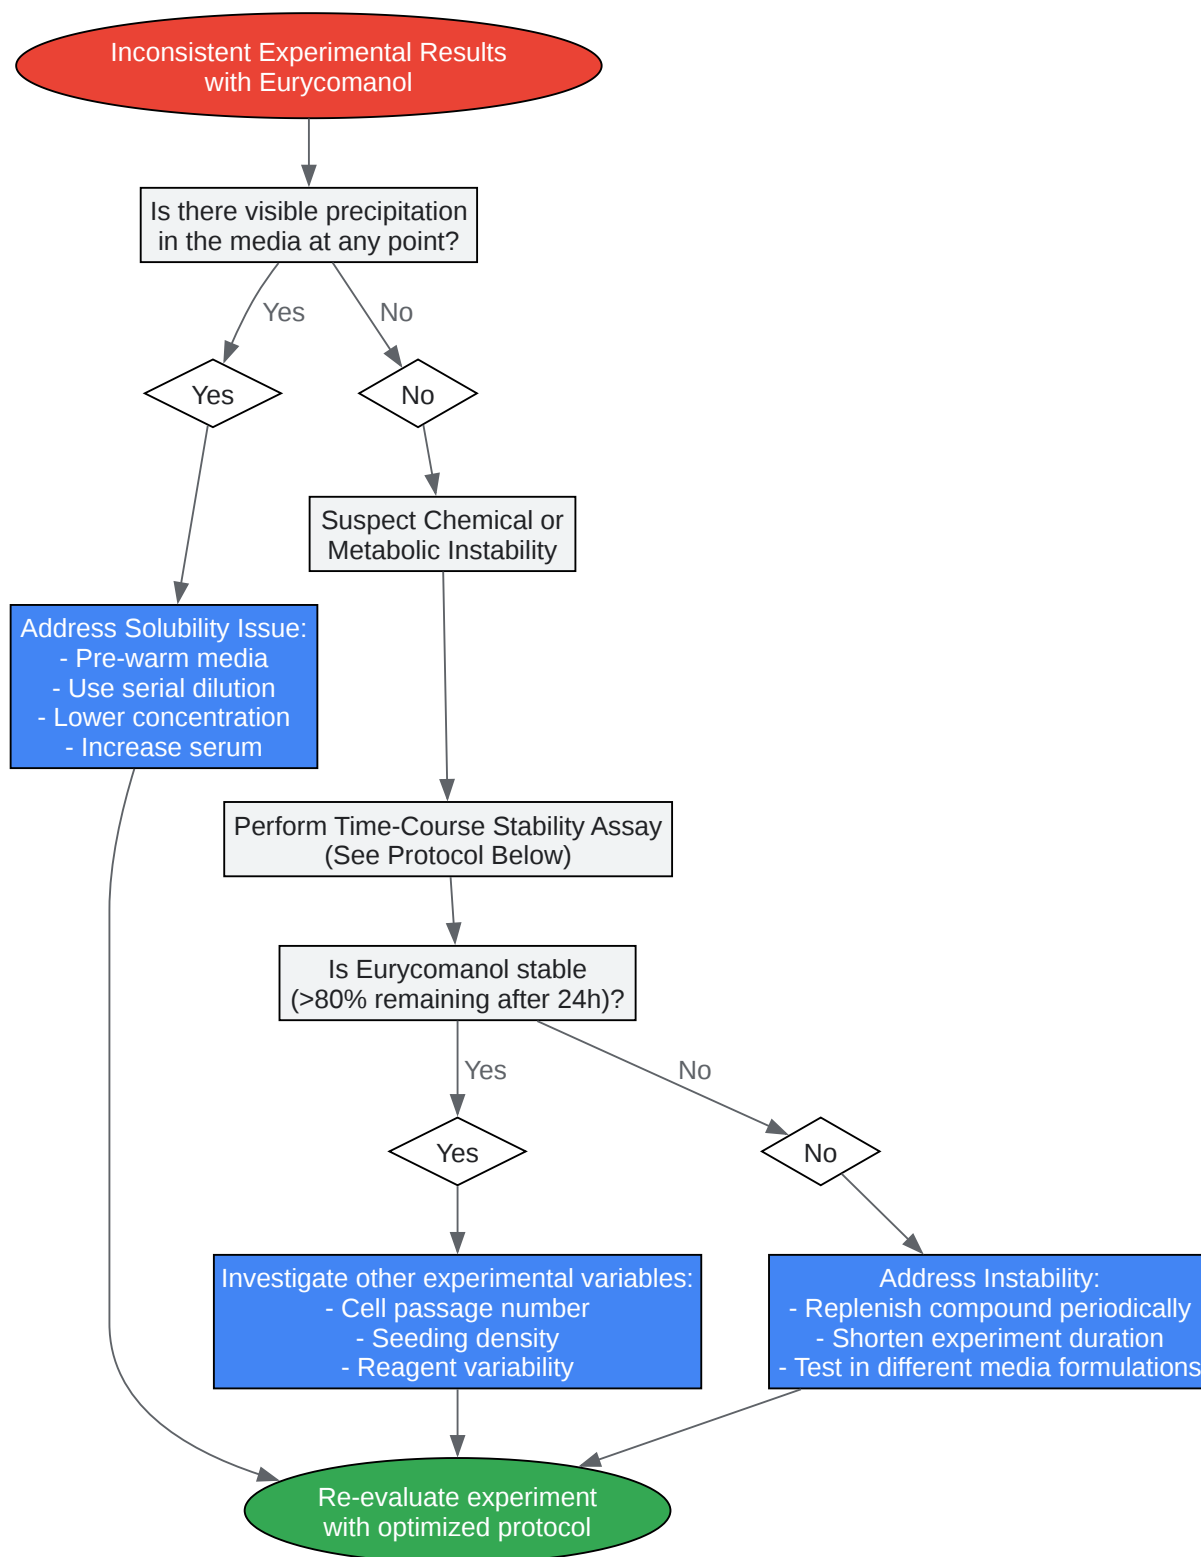 Inconsistent Experimental Results
with Eurycomanol
Is there visible precipitation
in the media at any point?
Yes
No
Yes
No
Suspect Chemical or
Metabolic Instability
Address Solubility Issue:
- Pre-warm media
- Use serial dilution
- Lower concentration
- Increase serum
Perform Time-Course Stability Assay
(See Protocol Below)
Is Eurycomanol stable
(>80% remaining after 24h)?
Yes
No
Yes
No
Investigate other experimental variables:
- Cell passage number
- Seeding density
- Reagent variability
Address Instability:
- Replenish compound periodically
- Shorten experiment duration
- Test in different media formulations
Re-evaluate experiment
with optimized protocol